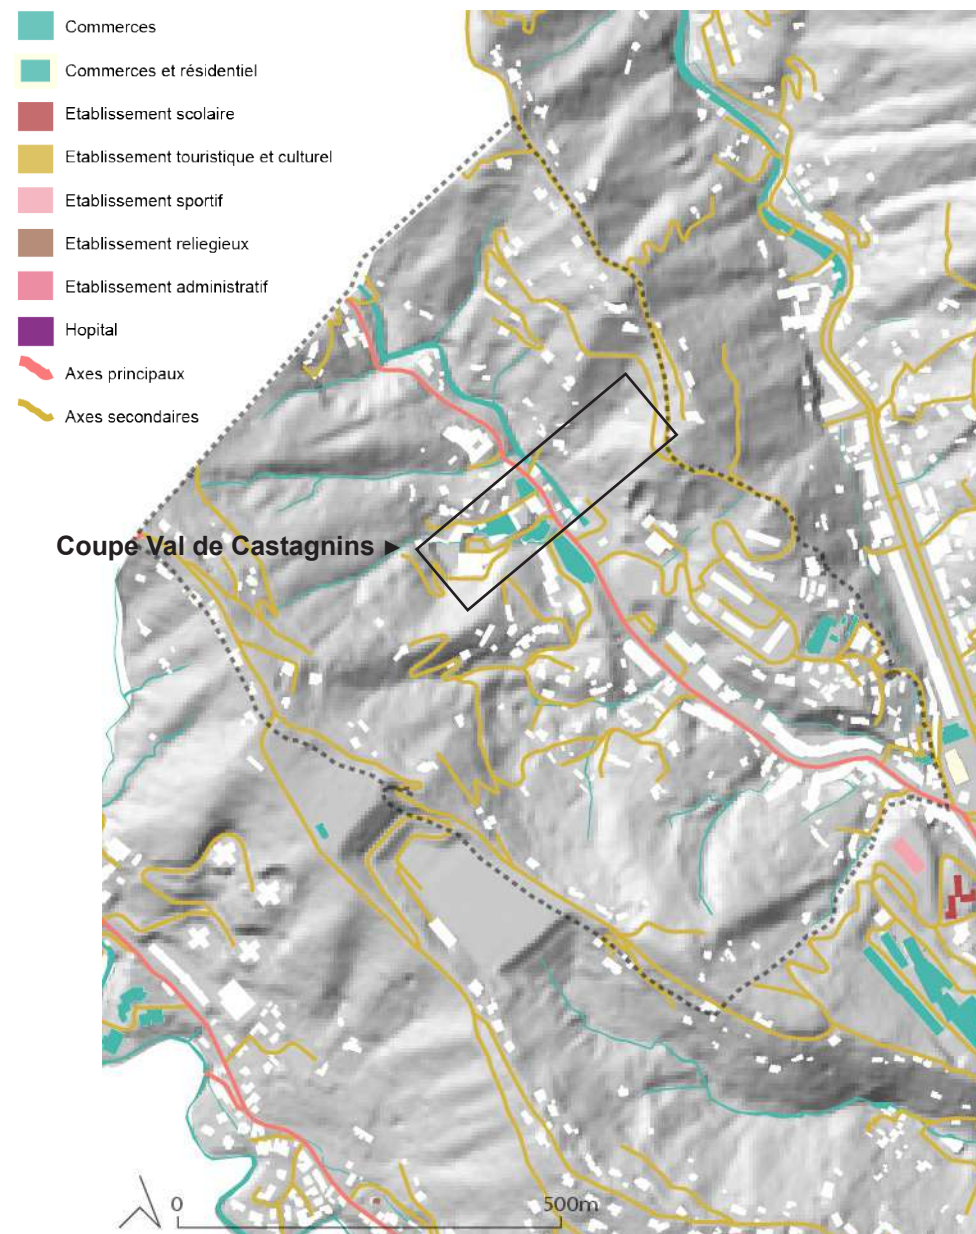 Commerces
Commerces et résidentiel
Etablissement scolaire
Etablissement touristique et culturel
Etablissement sportif
Etablissement reliegieux
Etablissement administratif
Hopital
Axes principaux
Axes secondaires
Coupe Val de Castagnins ►
0 500m